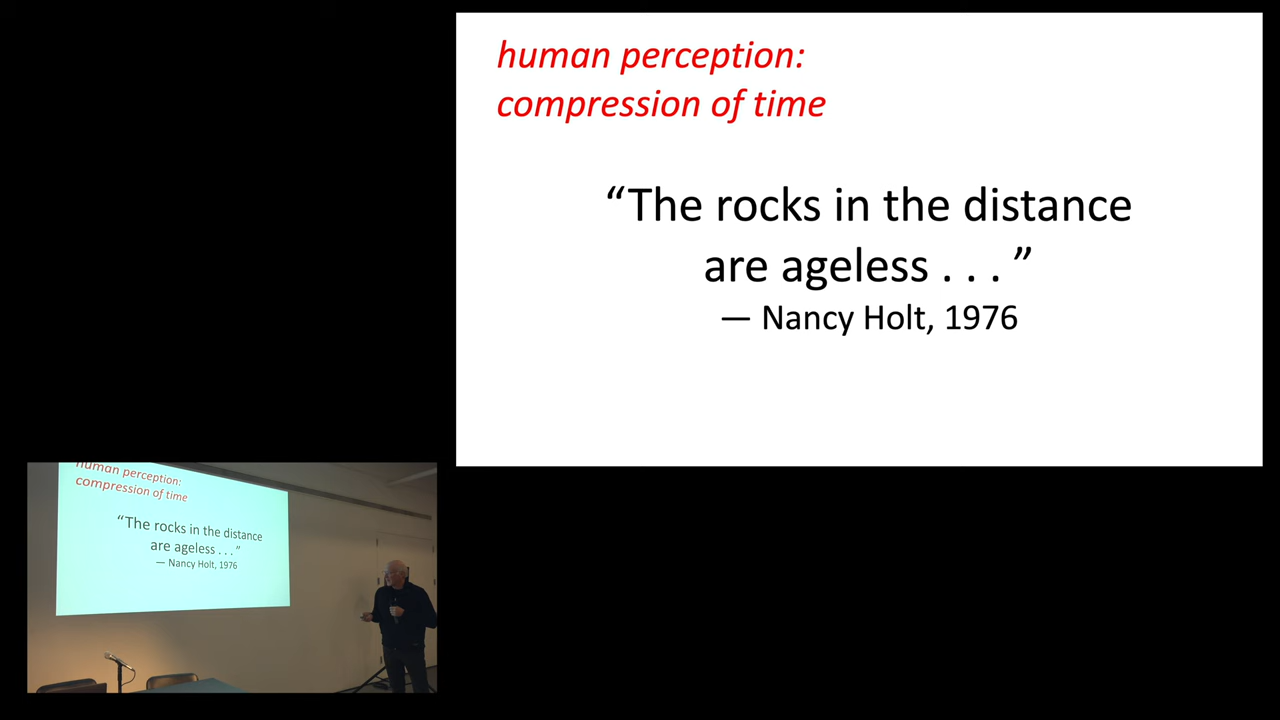 human perception:
compression of time
“The rocks in the distance
are ageless . . . ”
— Nancy Holt, 1976
human perception:
compression of time
“The rocks in the distance
are ageless . . . ”
— Nancy Holt, 1976